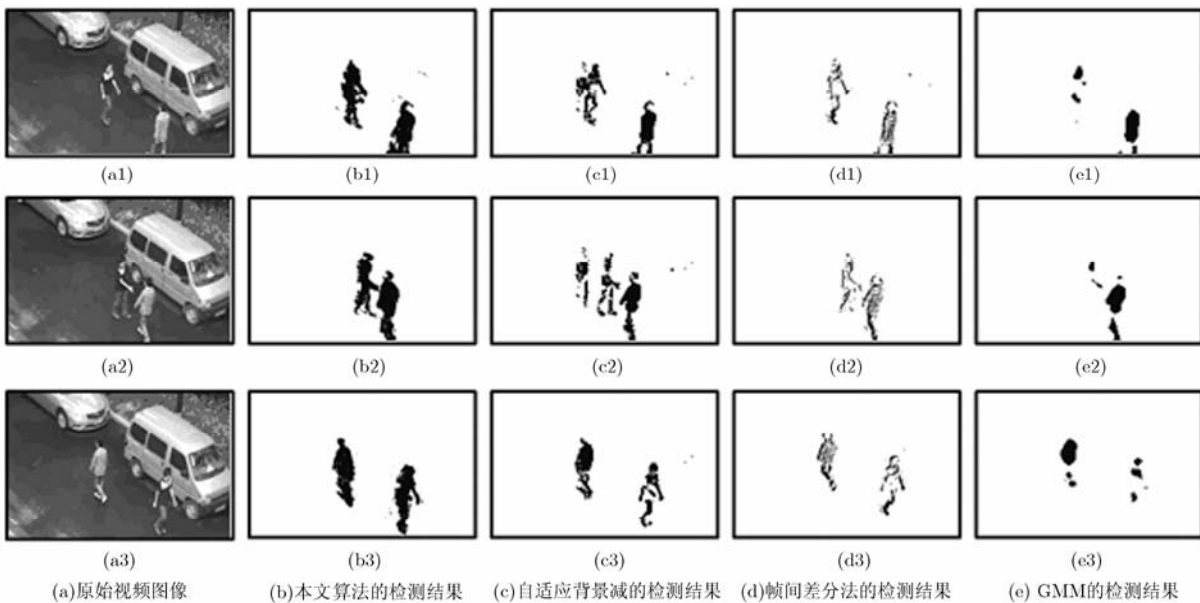 (a1) (b1) (c1) (d1) (e1)
(a2) (b2) (c2) (d2) (e2)
(a3) (b3) (c3) (d3) (e3)
(a)原始视频图像 (b)本文算法的检测结果 (c)自适应背景减的检测结果 (d)帧间差分法的检测结果 (e) GMM的检测结果